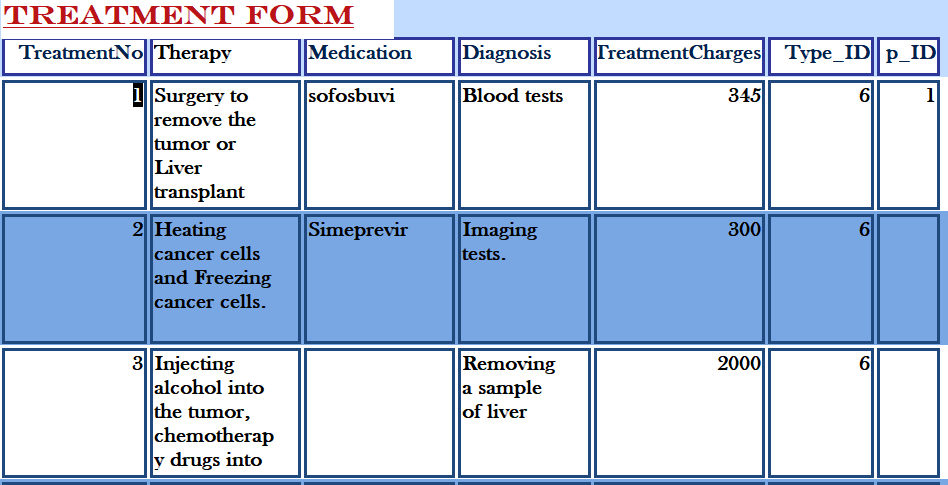 TREATMENT FORM
TreatmentNo Therapy Medication Diagnosis TreatmentCharges Type_ID p_ID
1 Surgery to sofosbuvi Blood tests 345 6 1
remove the
tumor or
Liver
transplant
2 Heating Simeprevir Imaging 300 6
cancer cells tests.
and Freezing
cancer cells.
3 Injecting Removing 2000 6
alcohol into a sample
the tumor, of liver
chemotherap
y drugs into